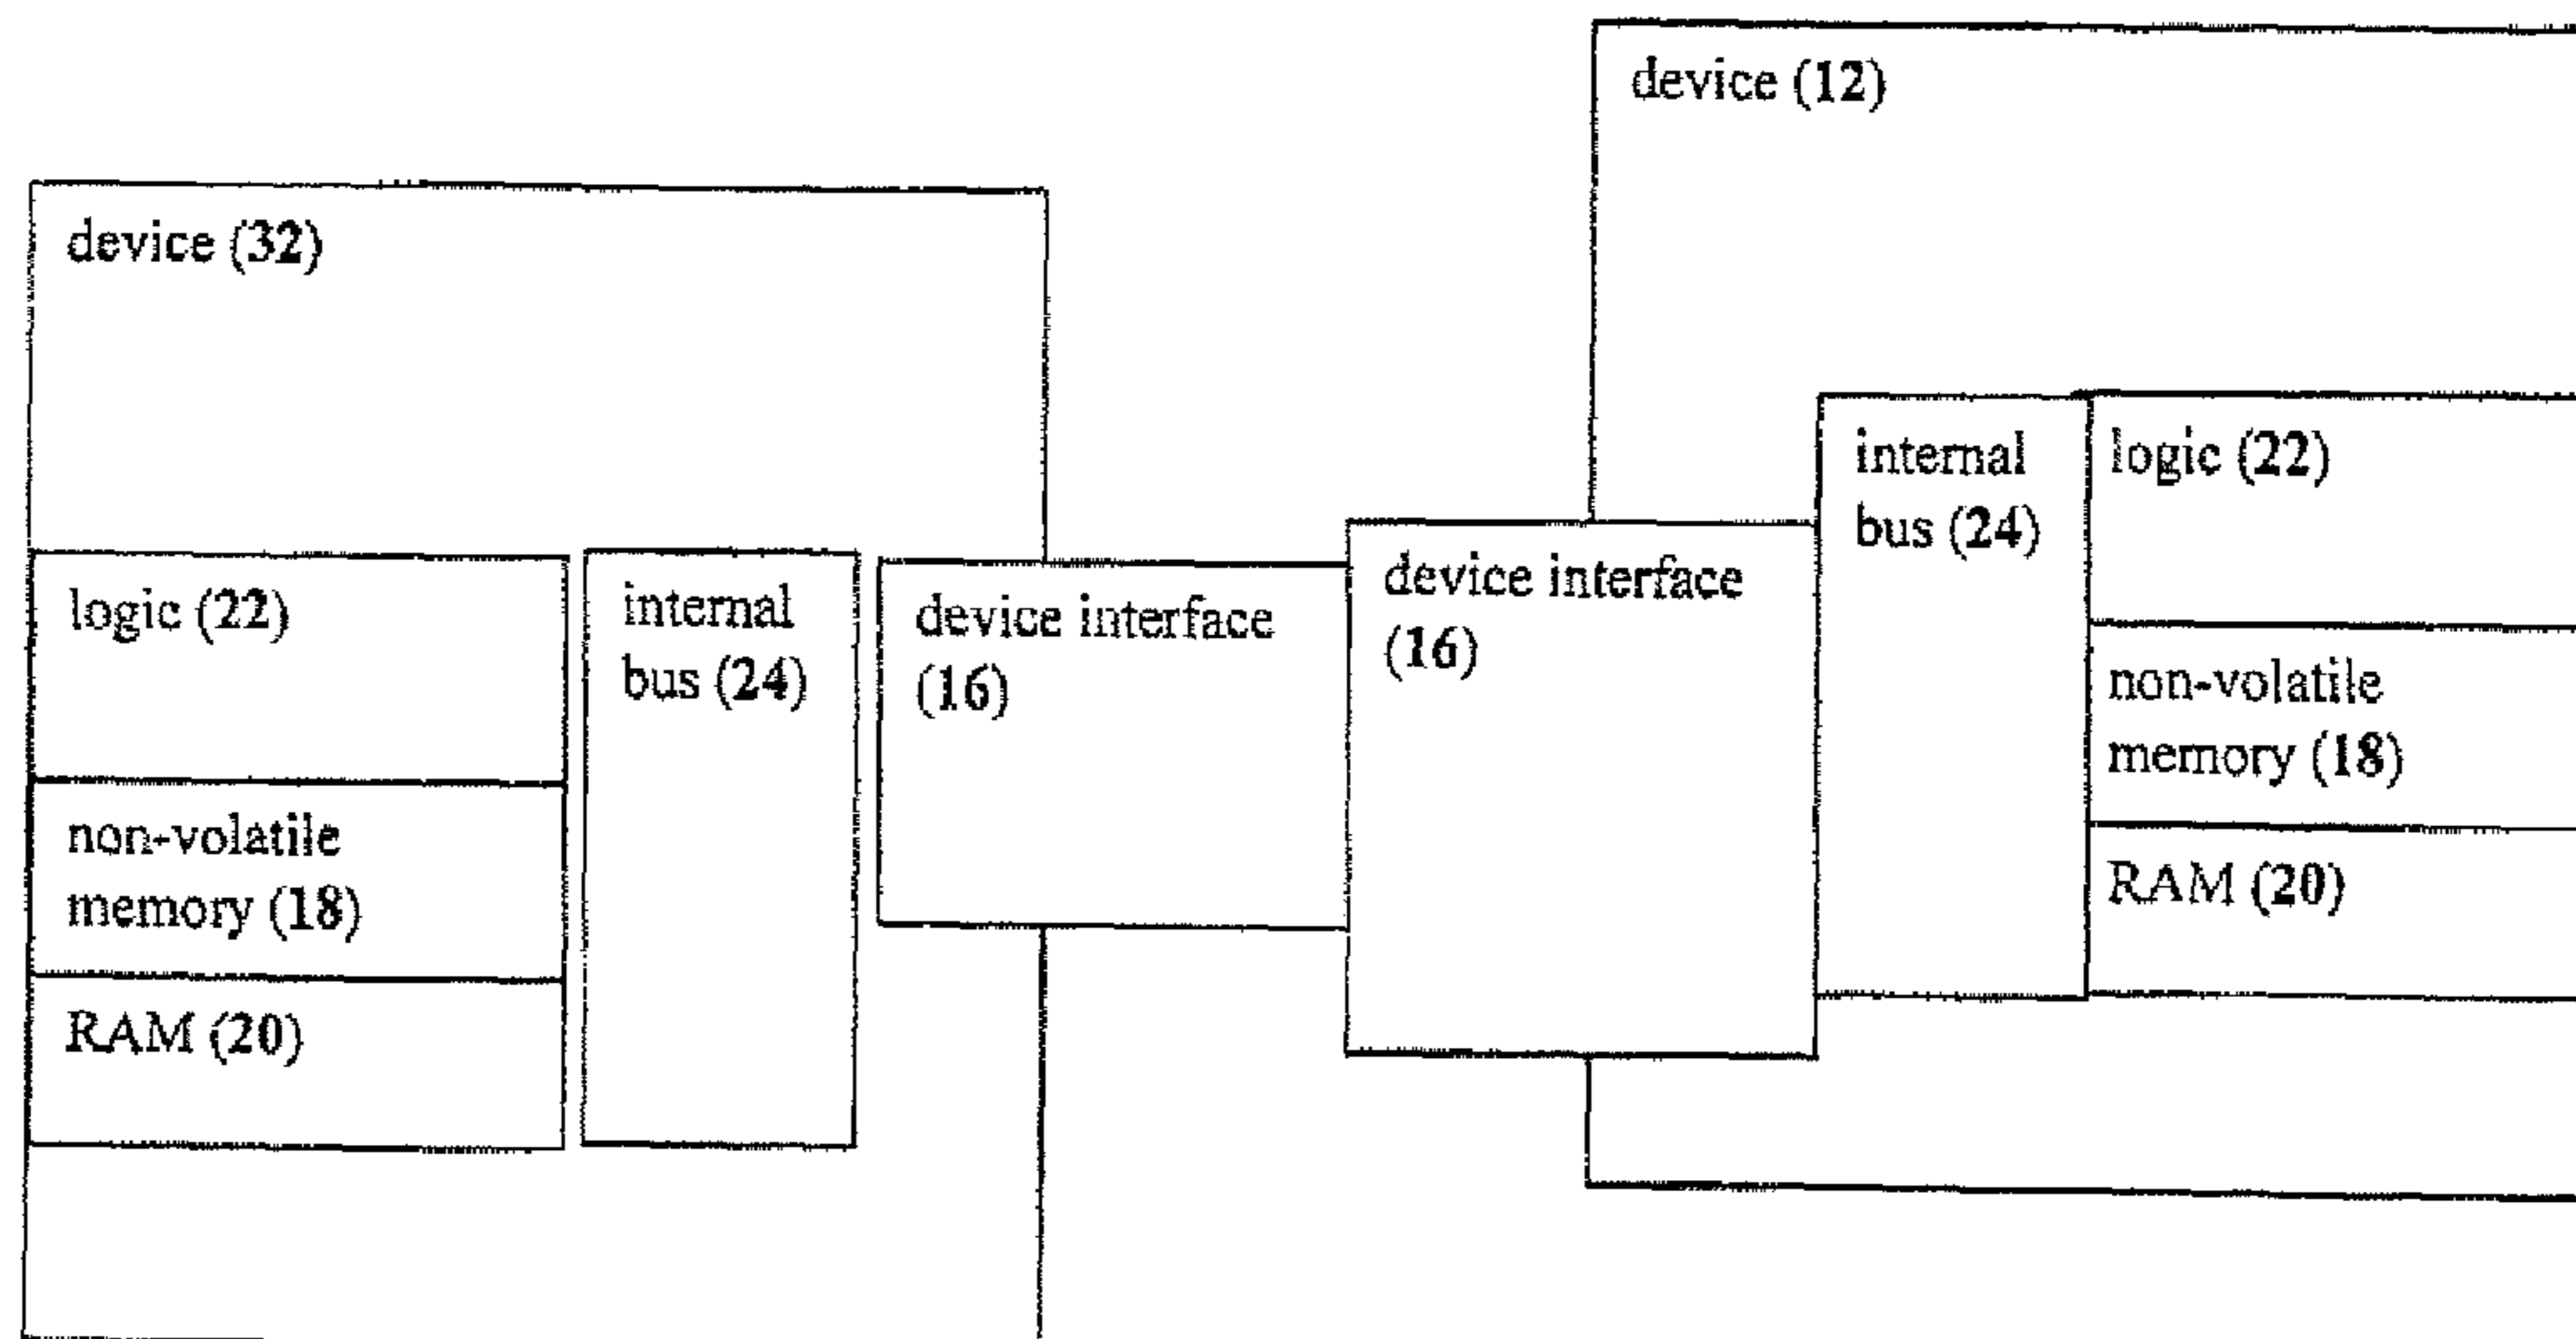 device (12)
device (32)
logic (22)
non-volatile
memory (18)
RAM (20)
internal
bus (24)
device interface
(16)
device interface
(16)
internal
bus (24)
logic (22)
non-volatile
memory (18)
RAM (20)